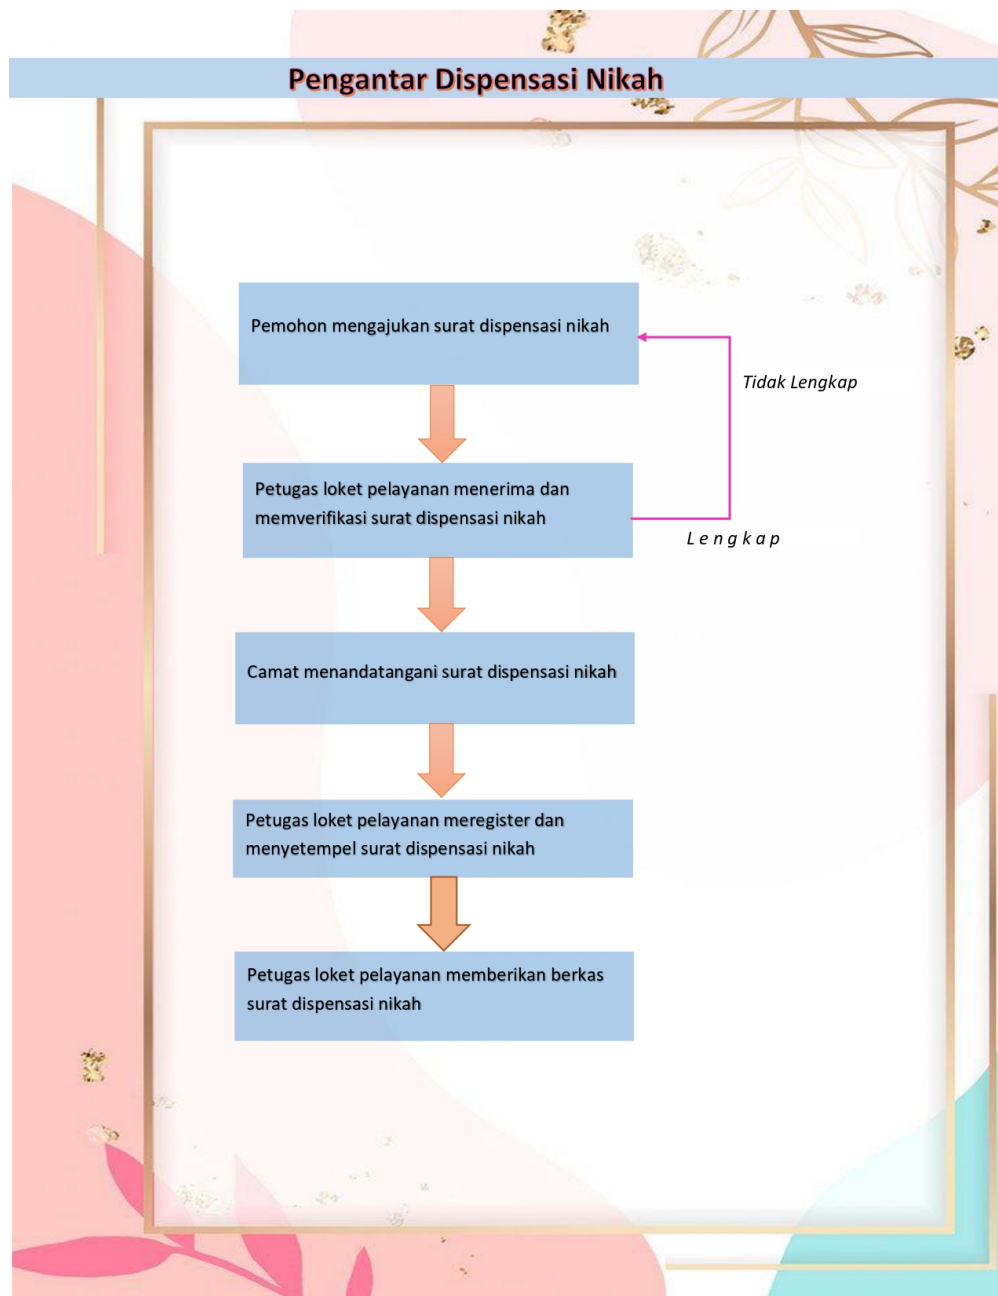 Pengantar Dispensasi Nikah
Pemohon mengajukan surat dispensasi nikah
Tidak Lengkap
Petugas loket pelayanan menerima dan
memverifikasi surat dispensasi nikah
Lengkap
Camat menandatangani surat dispensasi nikah
Petugas loket pelayanan meregister dan
menyetempel surat dispensasi nikah
Petugas loket pelayanan memberikan berkas
surat dispensasi nikah